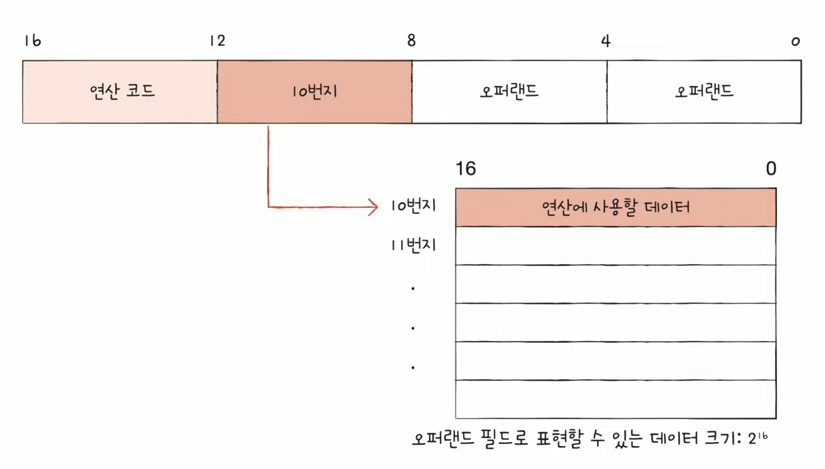 16 12 8 4 0
연산 코드 10번지 오퍼랜드 오퍼랜드
16 0
10번지 연산에 사용할 데이터
11번지
.
.
.
오퍼랜드 필드로 표현할 수 있는 데이터 크기: 2¹⁶